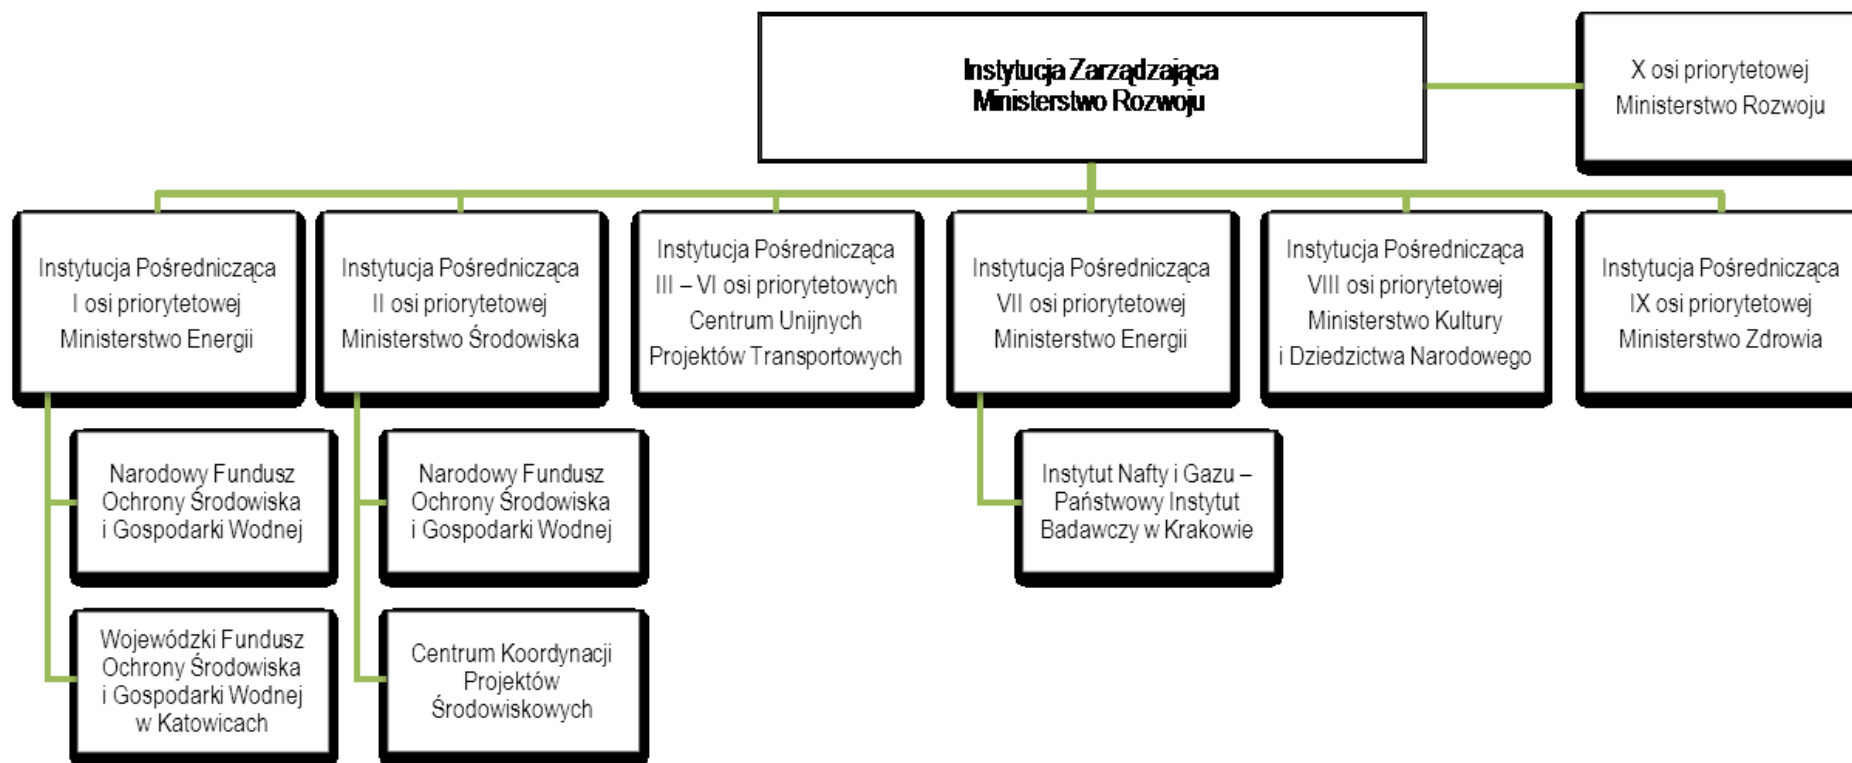 Instytucja Zarządzająca
Ministerstwo Rozwoju
X osi priorytetowej
Ministerstwo Rozwoju
Instytucja Pośrednicząca
I osi priorytetowej
Ministerstwo Energii
Instytucja Pośrednicząca
II osi priorytetowej
Ministerstwo Środowiska
Instytucja Pośrednicząca
III – VI osi priorytetowych
Centrum Unijnych
Projektów Transportowych
Instytucja Pośrednicząca
VII osi priorytetowej
Ministerstwo Energii
Instytucja Pośrednicząca
VIII osi priorytetowej
Ministerstwo Kultury
i Dziedzictwa Narodowego
Instytucja Pośrednicząca
IX osi priorytetowej
Ministerstwo Zdrowia
Narodowy Fundusz
Ochrony Środowiska
i Gospodarki Wodnej
Narodowy Fundusz
Ochrony Środowiska
i Gospodarki Wodnej
Instytut Nafty i Gazu –
Państwowy Instytut
Badawczy w Krakowie
Wojewódzki Fundusz
Ochrony Środowiska
i Gospodarki Wodnej
w Katowicach
Centrum Koordynacji
Projektów
Środowiskowych